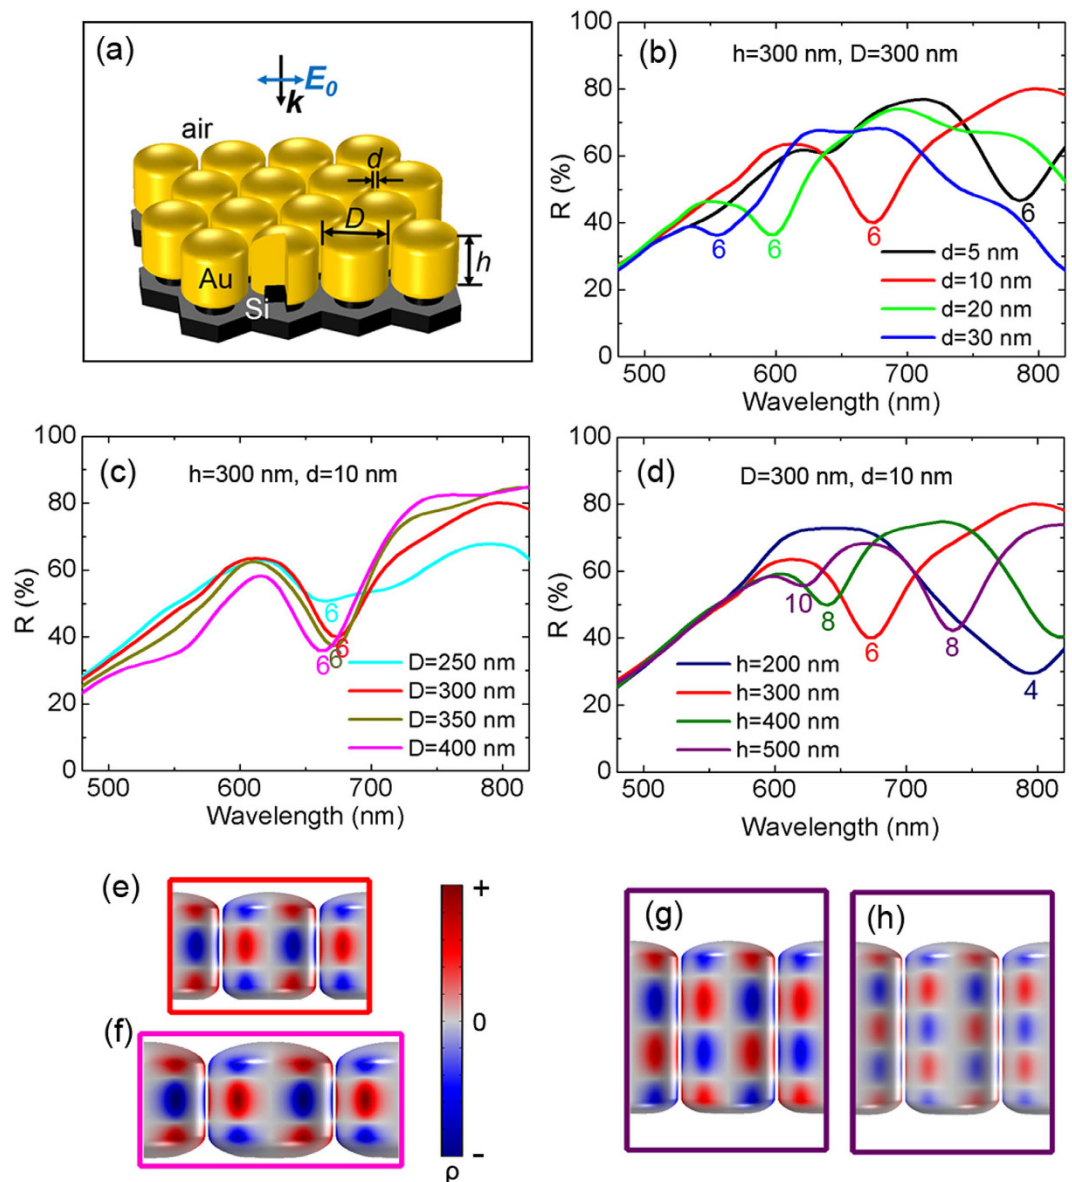 (a)
E0
k
air
d
D
h
Au
Si
(b)
h=300 nm, D=300 nm
R (%)
100
80
60
40
20
0
6
6
6
6
d=5 nm
d=10 nm
d=20 nm
d=30 nm
500 600 700 800
Wavelength (nm)
(c)
h=300 nm, d=10 nm
R (%)
100
80
60
40
20
0
6
6
6
6
D=250 nm
D=300 nm
D=350 nm
D=400 nm
500 600 700 800
Wavelength (nm)
(d)
D=300 nm, d=10 nm
R (%)
100
80
60
40
20
0
10
8
6
8
4
h=200 nm
h=300 nm
h=400 nm
h=500 nm
500 600 700 800
Wavelength (nm)
(e)
(f)
+
0
-
ρ
(g)
(h)